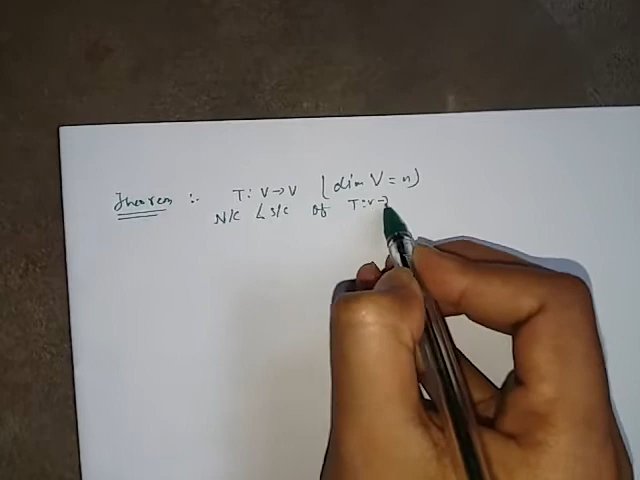 Theorem :- T: V→V (dim V = n)
N/C & S/C of T: V→